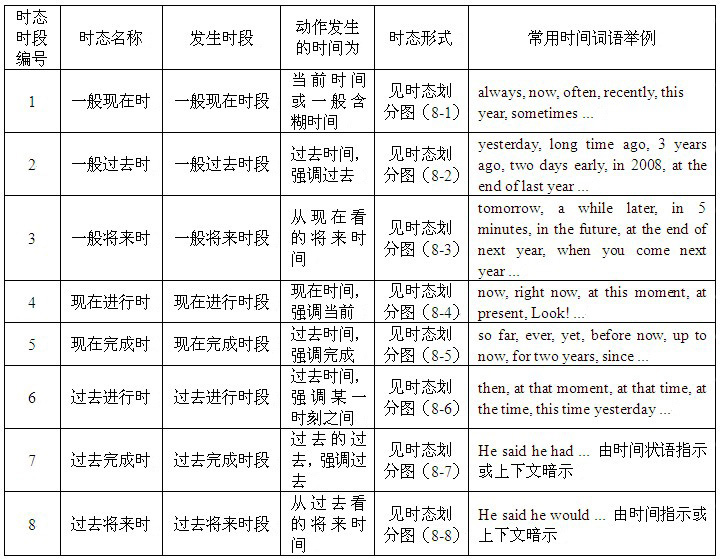 时态
时段
编号
时态名称
发生时段
动作发生
的时间为
时态形式
常用时间词语举例
1
一般现在时
一般现在时段
当前时间
或一般含
糊时间
见时态划
分图（8-1）
always, now, often, recently, this
year, sometimes ...
2
一般过去时
一般过去时段
过去时间，
强调过去
见时态划
分图（8-2）
yesterday, long time ago, 3 years
ago, two days early, in 2008, at the
end of last year ...
3
一般将来时
一般将来时段
从现在看
的将来时
间
见时态划
分图（8-3）
tomorrow, a while later, in 5
minutes, in the future, at the end of
next year, when you come next
year ...
4
现在进行时
现在进行时段
现在时间，
强调当前
见时态划
分图（8-4）
now, right now, at this moment, at
present, Look! ...
5
现在完成时
现在完成时段
过去时间，
强调完成
见时态划
分图（8-5）
so far, ever, yet, before now, up to
now, for two years, since ...
6
过去进行时
过去进行时段
过去时间，
强调某一
时刻之间
见时态划
分图（8-6）
then, at that moment, at that time, at
the time, this time yesterday ...
7
过去完成时
过去完成时段
过去的过
去，强调过
去
见时态划
分图（8-7）
He said he had ... 由时间状语指示
或上下文暗示
8
过去将来时
过去将来时段
从过去看
的将来时
间
见时态划
分图（8-8）
He said he would ... 由时间指示或
上下文暗示